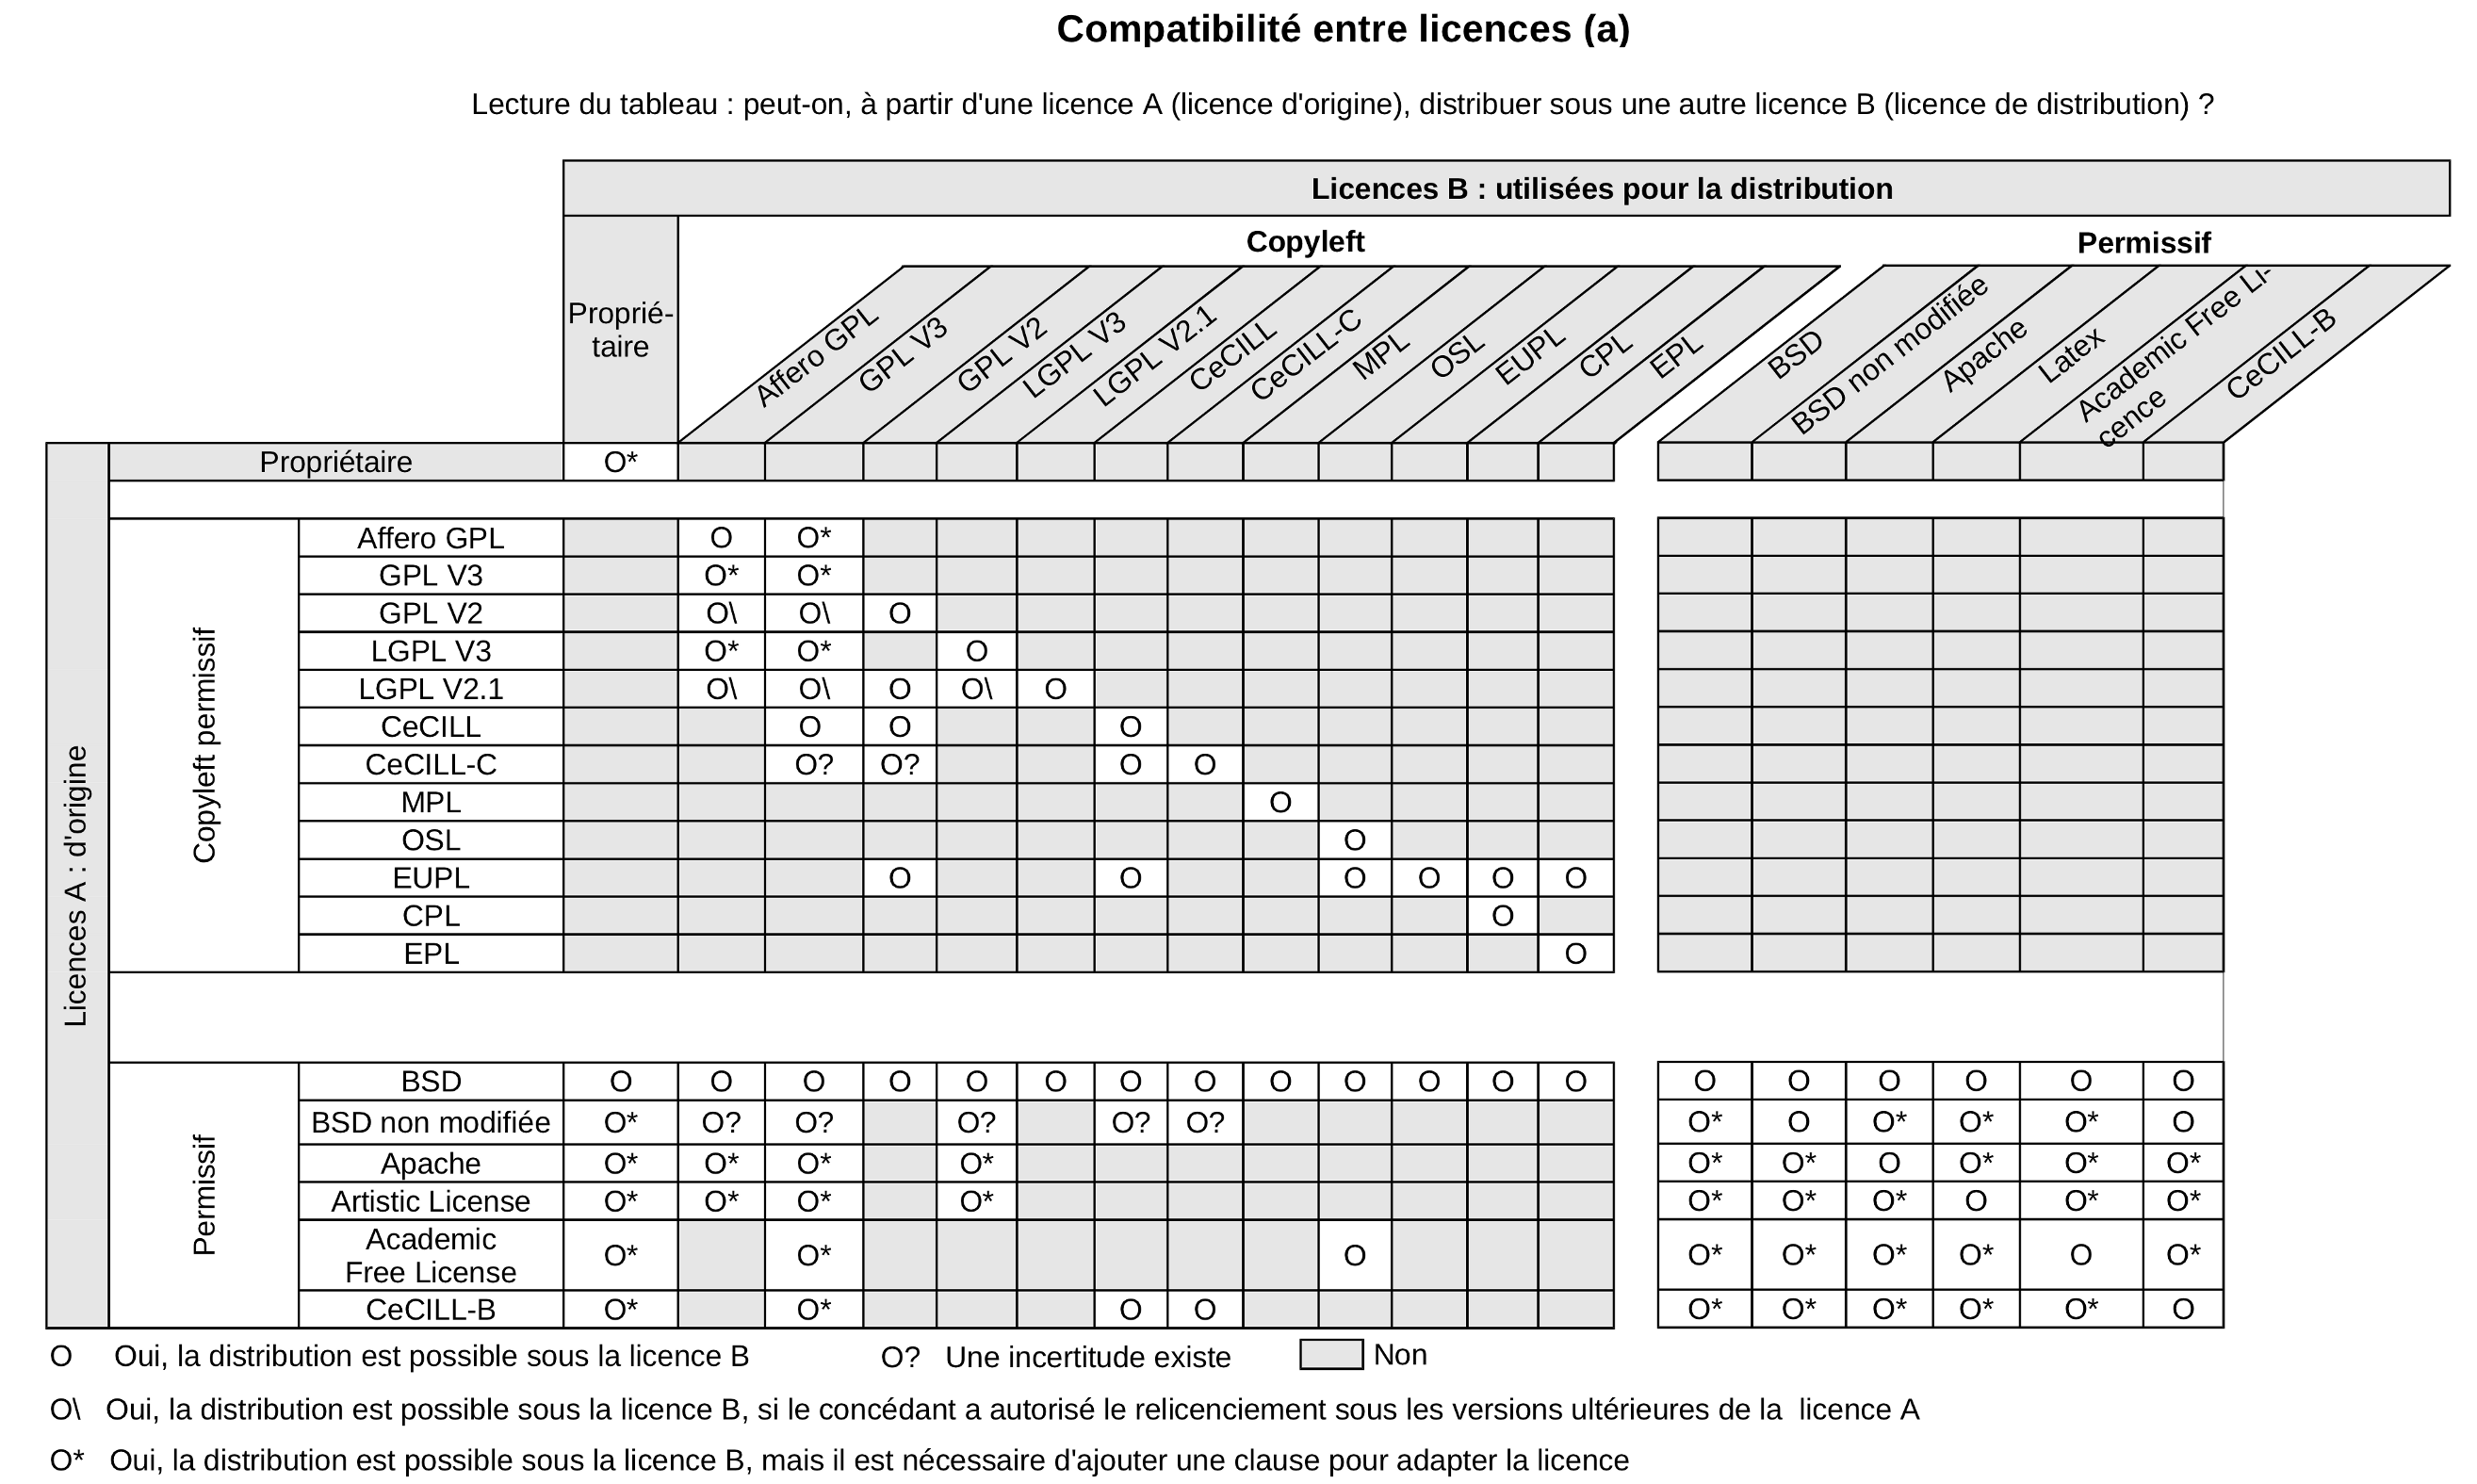 Compatibilité entre licences (a)
Lecture du tableau : peut-on, à partir d'une licence A (licence d'origine), distribuer sous une autre licence B (licence de distribution) ?
Licences B : utilisées pour la distribution
Proprié-
taire
Copyleft
Permissif
Affero GPL
GPL V3
GPL V2
LGPL V3
LGPL V2.1
CeCILL
CeCILL-C
MPL
OSL
EUPL
CPL
EPL
BSD
BSD non modifiée
Apache
Latex
Academic Free Li-
cence
CeCILL-B
Licences A : d'origine
Propriétaire O*
Copyleft permissif
Affero GPL O O*
GPL V3 O* O*
GPL V2 O\ O\ O
LGPL V3 O* O* O
LGPL V2.1 O\ O\ O O\ O
CeCILL O O O
CeCILL-C O? O? O O
MPL O
OSL O
EUPL O O O O O O
CPL O
EPL O
Permissif
BSD O O O O O O O O O O O O O O O O O O O
BSD non modifiée O* O? O? O? O? O? O* O O* O* O* O
Apache O* O* O* O* O* O* O O* O* O*
Artistic License O* O* O* O* O* O* O* O O* O*
Academic
Free License O* O* O O* O* O* O* O O*
CeCILL-B O* O* O O O* O* O* O* O* O
O Oui, la distribution est possible sous la licence B
O? Une incertitude existe
Non
O\ Oui, la distribution est possible sous la licence B, si le concédant a autorisé le relicenciement sous les versions ultérieures de la licence A
O* Oui, la distribution est possible sous la licence B, mais il est nécessaire d'ajouter une clause pour adapter la licence